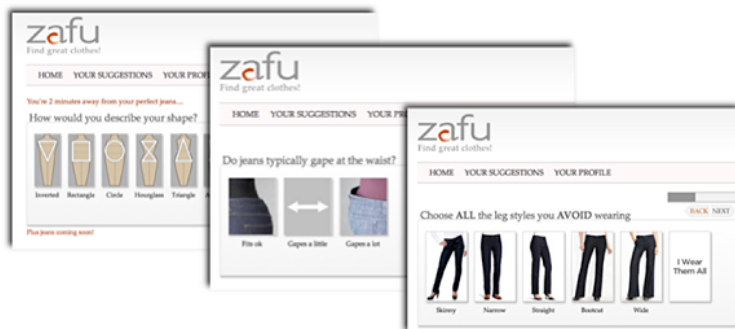 zafu
Find great clothes!
HOME YOUR SUGGESTIONS YOUR PROFI
You're 2 minutes away from your perfect jeans....
How would you describe your shape?
Inverted Rectangle Circle Hourglass Triangle A
Plus jeans coming soon!
zafu
Find great clothes!
HOME YOUR SUGGESTIONS YOUR PR
Do jeans typically gape at the waist?
Fits ok Gapes a little Gapes a lot
zafu
Find great clothes!
HOME YOUR SUGGESTIONS YOUR PROFILE
BACK NEXT
Choose ALL the leg styles you AVOID wearing
I Wear
Them All
Skinny Narrow Straight Bootcut Wide